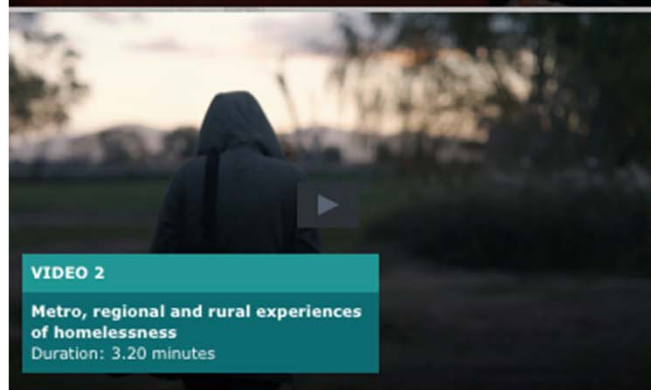 VIDEO 2
Metro, regional and rural experiences
of homelessness
Duration: 3.20 minutes